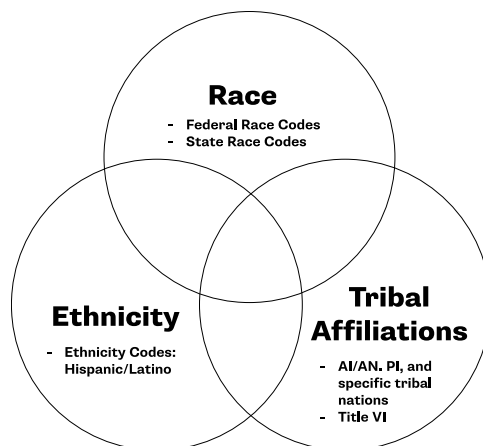 Race
- Federal Race Codes
- State Race Codes
Ethnicity
- Ethnicity Codes:
Hispanic/Latino
Tribal
Affiliations
- AI/AN. PI, and
specific tribal
nations
- Title VI